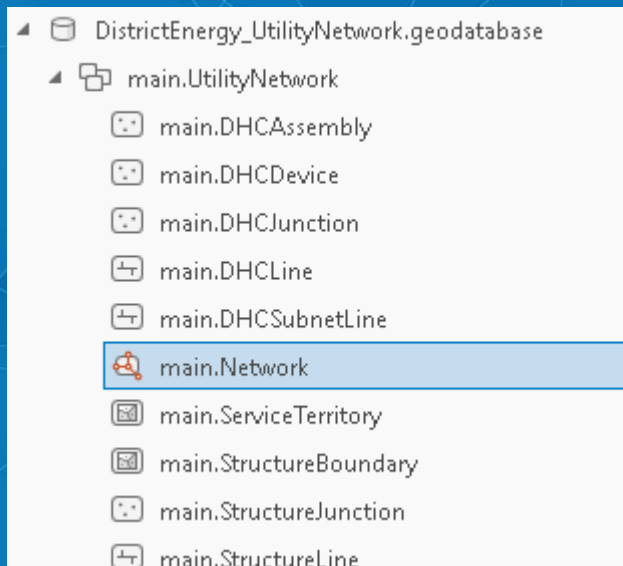 DistrictEnergy_UtilityNetwork.geodatabase
main.UtilityNetwork
main.DHCAssembly
main.DHCDevice
main.DHCJunction
main.DHCLine
main.DHCSubnetLine
main.Network
main.ServiceTerritory
main.StructureBoundary
main.StructureJunction
main.StructureLine